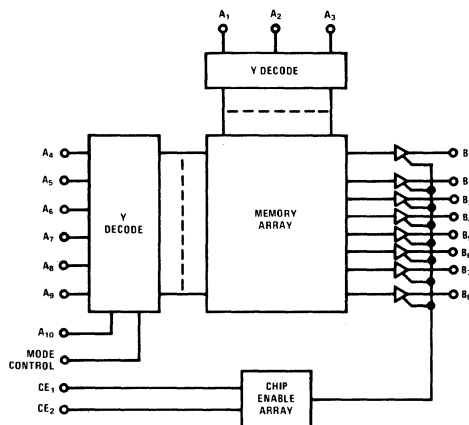 A1 A2 A3
Y DECODE
A4
A5
A6
A7
A8
A9
A10
MODE
CONTROL
CE1
CE2
Y
DECODE
MEMORY
ARRAY
CHIP
ENABLE
ARRAY
B
B
B
B
B
B
B
B